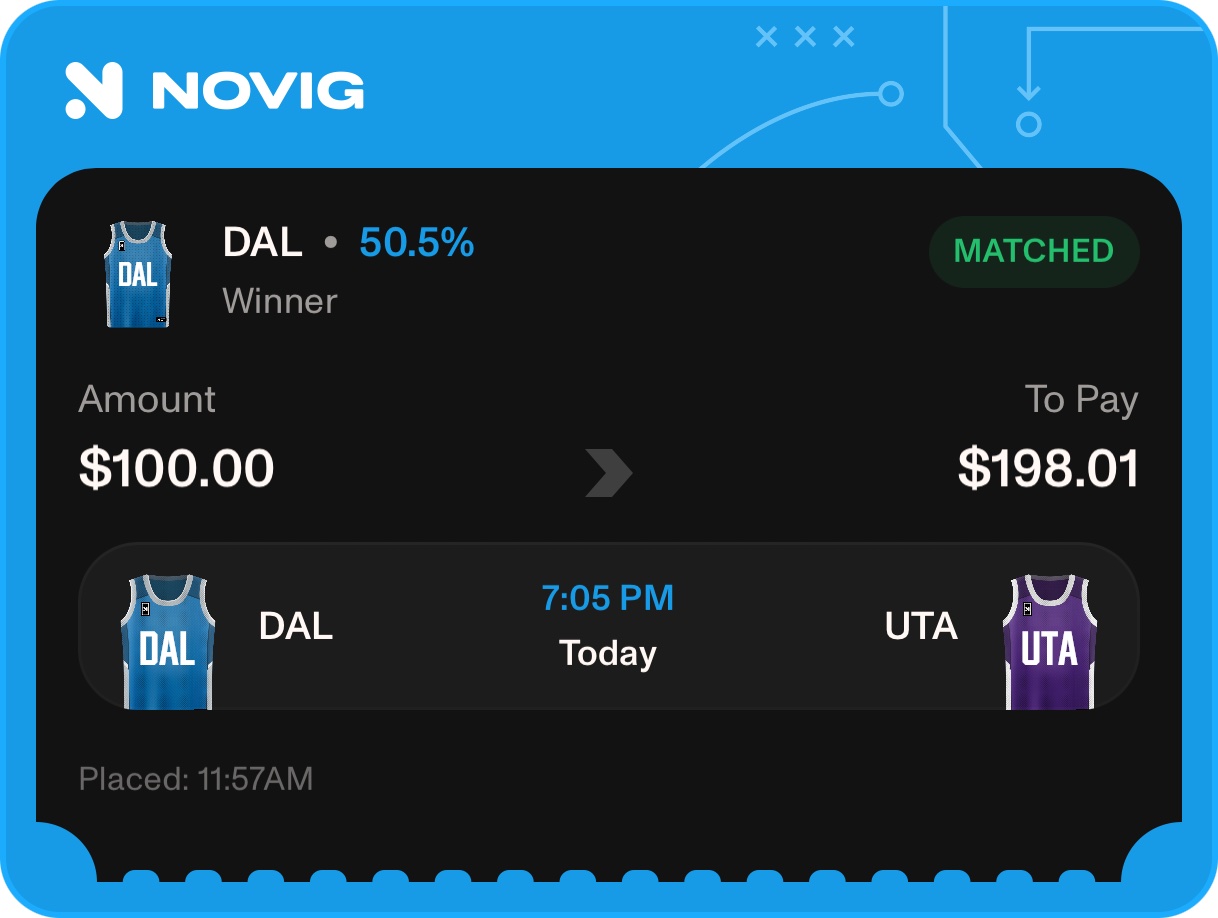 NOVIG
DAL
DAL • 50.5%
Winner
MATCHED
Amount
To Pay
$100.00
$198.01
DAL
DAL
7:05 PM
Today
UTA
UTA
Placed: 11:57AM